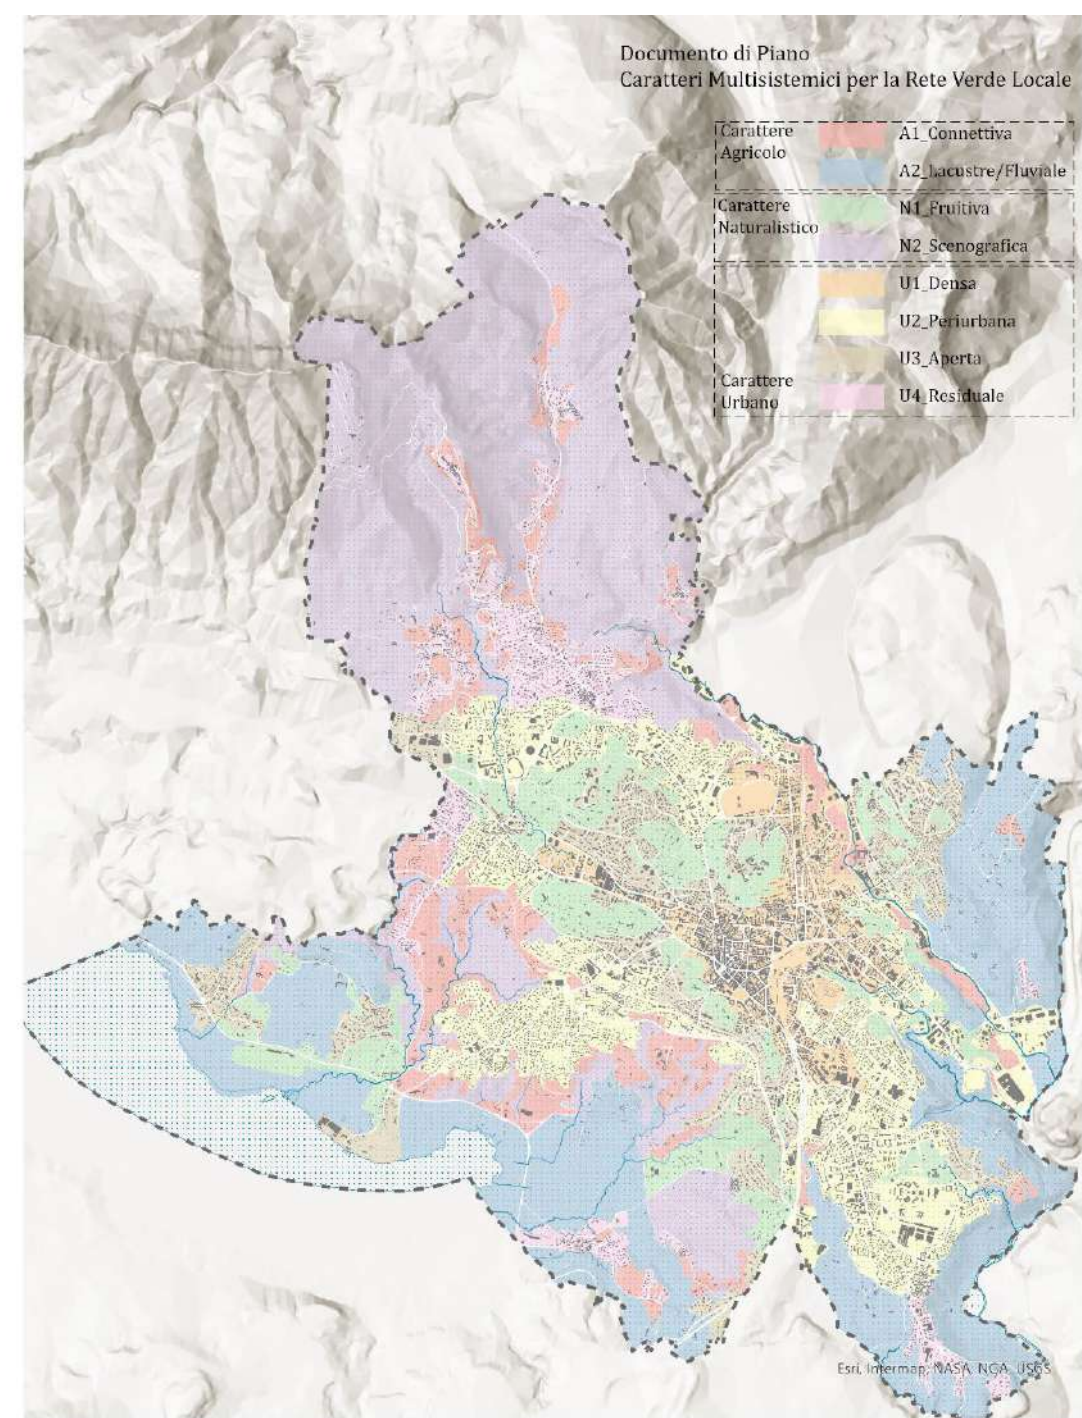 Documento di Piano
Caratteri Multisistemici per la Rete Verde Locale
Carattere
Agricolo
A1_Connettiva
A2_Lacustre/Fluviale
Carattere
Naturalistico
N1_Fruitiva
N2_Scenografica
U1_Densa
U2_Periurbana
U3_Aperta
Carattere
Urbano
U4_Residuale
Esri, Intermap, NASA, NGA, USGS